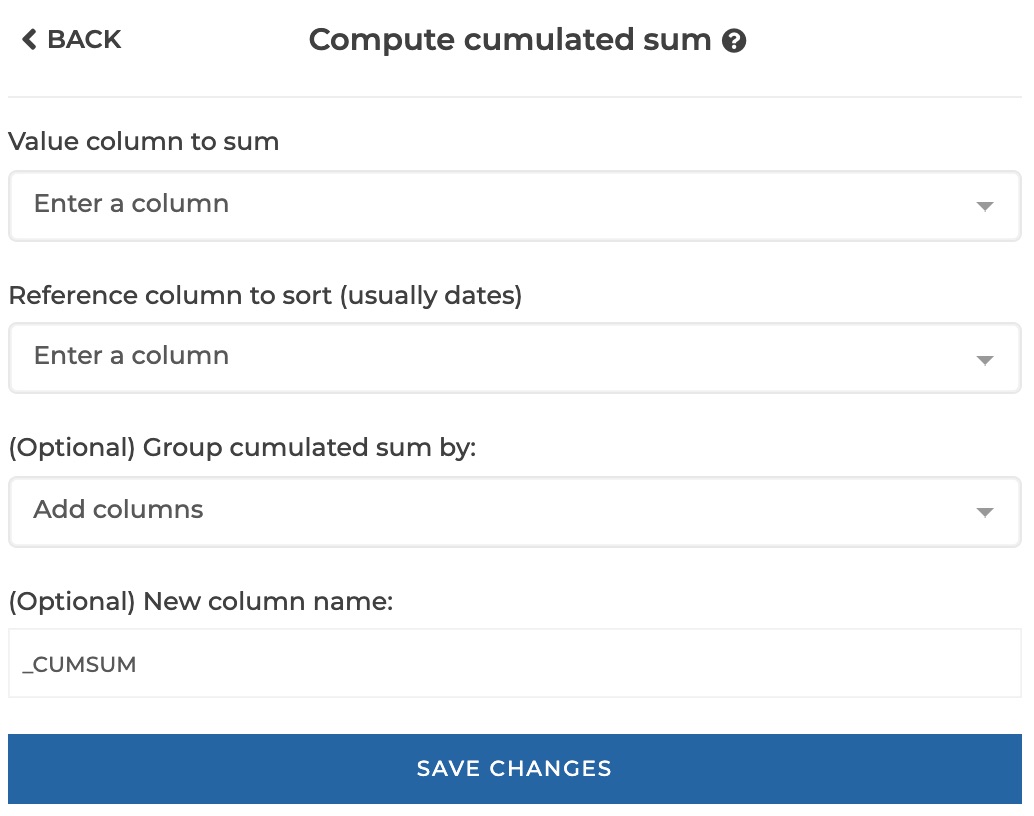 BACK
Compute cumulated sum
Value column to sum
Enter a column
Reference column to sort (usually dates)
Enter a column
(Optional) Group cumulated sum by:
Add columns
(Optional) New column name:
_CUMSUM
SAVE CHANGES